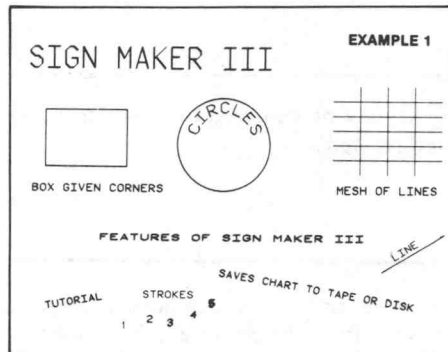 EXAMPLE 1
SIGN MAKER III
CIRCLES
BOX GIVEN CORNERS
MESH OF LINES
FEATURES OF SIGN MAKER III
LINE
SAVES CHART TO TAPE OR DISK
TUTORIAL
STROKES
1 2 3 4 5